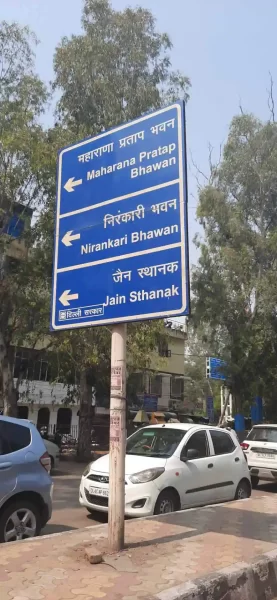 महाराणा प्रताप भवन
Maharana Pratap
Bhawan
निरंकारी भवन
Nirankari Bhawan
जैन स्थानक
Jain Sthanak
दिल्ली सरकार